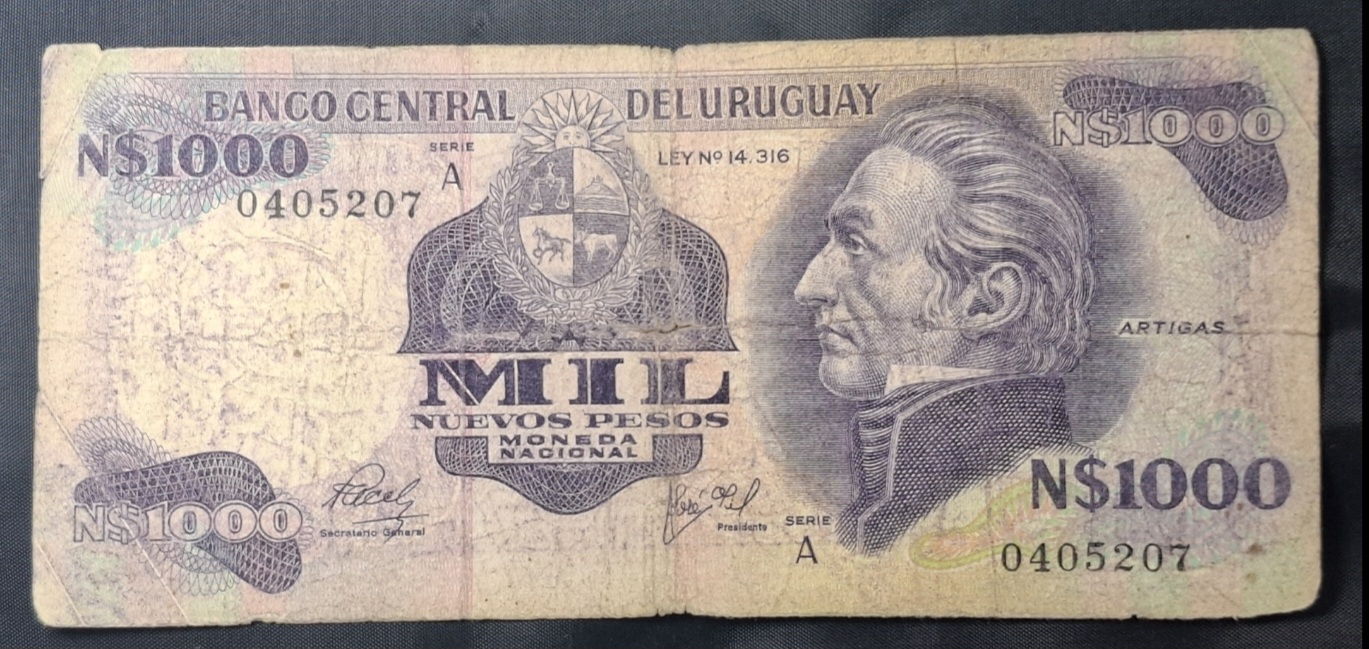 BANCO CENTRAL DEL URUGUAY
N$1000
N$1000
SERIE
A
LEY Nº 14.316
0405207
ARTIGAS
MIL
NUEVOS PESOS
MONEDA
NACIONAL
N$1000
N$1000
Secretario General
Presidente
SERIE
A
0405207